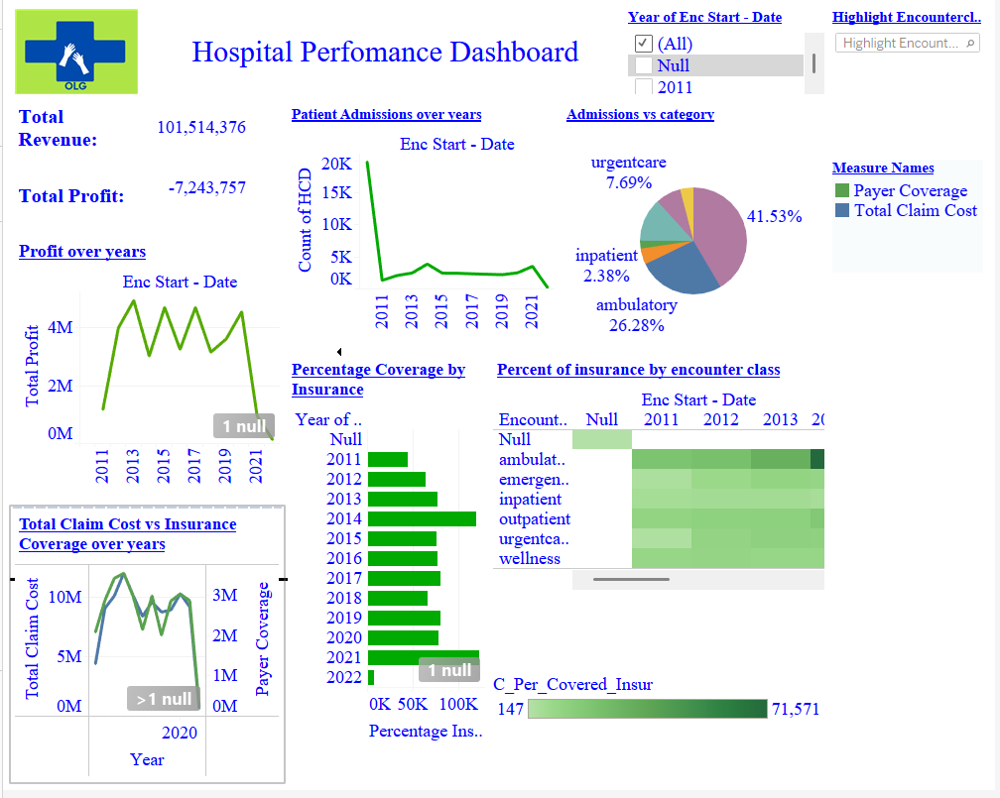 OLG
Hospital Perfomance Dashboard
Year of Enc Start - Date
(All)
Null
2011
Highlight Encountercl..
Highlight Encount...
Total
Revenue:
101,514,376
Total Profit:
-7,243,757
Patient Admissions over years
Enc Start - Date
Count of HCD
20K
15K
10K
5K
0K
2011
2013
2015
2017
2019
2021
Admissions vs category
urgentcare
7.69%
41.53%
inpatient
2.38%
ambulatory
26.28%
Measure Names
Payer Coverage
Total Claim Cost
Profit over years
Enc Start - Date
Total Profit
4M
2M
0M
1 null
2011
2013
2015
2017
2019
2021
Percentage Coverage by
Insurance
Year of ..
Null
2011
2012
2013
2014
2015
2016
2017
2018
2019
2020
2021
2022
1 null
0K 50K 100K
Percentage Ins..
Percent of insurance by encounter class
Enc Start - Date
Encount.. Null 2011 2012 2013
Null
ambulat..
emergen..
inpatient
outpatient
urgentca..
wellness
C_Per_Covered_Insur
147 71,571
Total Claim Cost vs Insurance
Coverage over years
Total Claim Cost
10M
5M
0M
>1 null
3M
2M
1M
0M
Payer Coverage
2020
Year